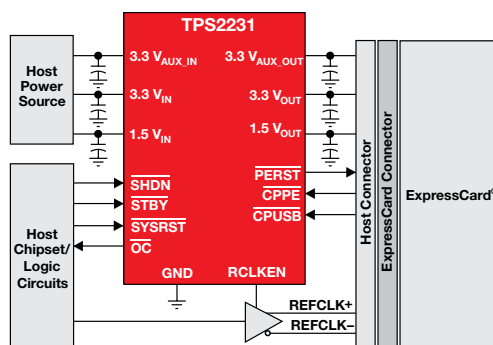 TPS2231
Host
Power
Source
3.3 VAUX_IN
3.3 VIN
1.5 VIN
3.3 VAUX_OUT
3.3 VOUT
1.5 VOUT
Host
Chipset/
Logic
Circuits
SHDN
STBY
SYSRST
OC
PERST
CPPE
CPUSB
GND
RCLKEN
REFCLK+
REFCLK–
Host Connector
ExpressCard Connector
ExpressCard©